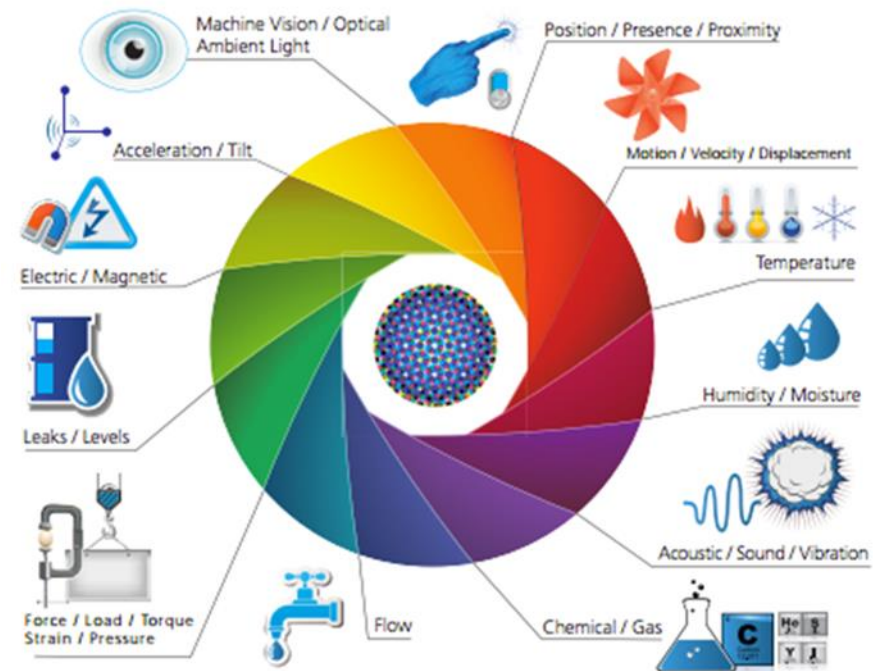 Machine Vision / Optical
Ambient Light
Position / Presence / Proximity
Acceleration / Tilt
Motion / Velocity / Displacement
Electric / Magnetic
Temperature
Leaks / Levels
Humidity / Moisture
Acoustic / Sound / Vibration
Force / Load / Torque
Strain / Pressure
Flow
Chemical / Gas
C
He
S
Y